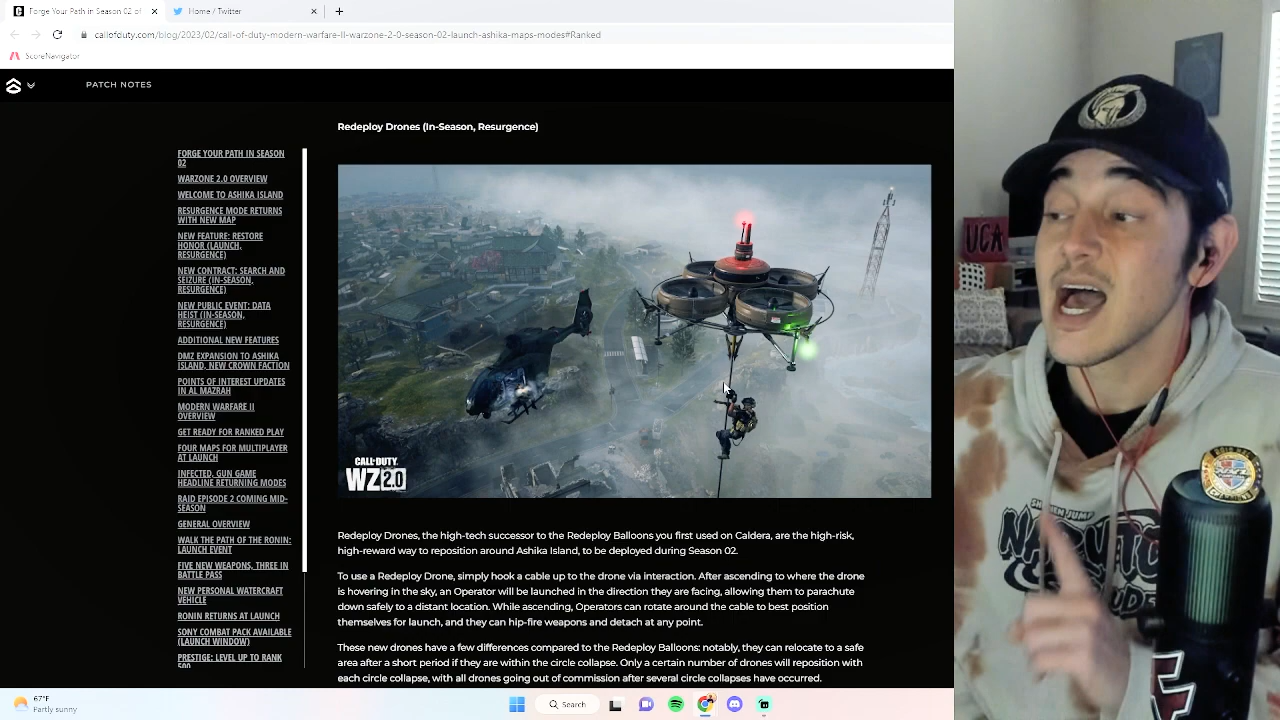 Forge Your Path in Season 02 of
Home / Twitter
callofduty.com/blog/2023/02/call-of-duty-modern-warfare-II-warzone-2-0-season-02-launch-ashika-maps-modes#Ranked
ScoreNavigator
PATCH NOTES
Redeploy Drones (In-Season, Resurgence)
FORGE YOUR PATH IN SEASON
02
WARZONE 2.0 OVERVIEW
WELCOME TO ASHIKA ISLAND
RESURGENCE MODE RETURNS
WITH NEW MAP
NEW FEATURE: RESTORE
HONOR (LAUNCH,
RESURGENCE)
NEW CONTRACT: SEARCH AND
SEIZURE (IN-SEASON,
RESURGENCE)
NEW PUBLIC EVENT: DATA
HEIST (IN-SEASON,
RESURGENCE)
ADDITIONAL NEW FEATURES
DMZ EXPANSION TO ASHIKA
ISLAND, NEW CROWN FACTION
POINTS OF INTEREST UPDATES
IN AL MAZRAH
MODERN WARFARE II
OVERVIEW
GET READY FOR RANKED PLAY
FOUR MAPS FOR MULTIPLAYER
AT LAUNCH
INFECTED, GUN GAME
HEADLINE RETURNING MODES
RAID EPISODE 2 COMING MID-
SEASON
GENERAL OVERVIEW
WALK THE PATH OF THE RONIN:
LAUNCH EVENT
FIVE NEW WEAPONS, THREE IN
BATTLE PASS
NEW PERSONAL WATERCRAFT
VEHICLE
RONIN RETURNS AT LAUNCH
SONY COMBAT PACK AVAILABLE
(LAUNCH WINDOW)
PRESTIGE: LEVEL UP TO RANK
500
CALL OF DUTY.
WZ 2.0
Redeploy Drones, the high-tech successor to the Redeploy Balloons you first used on Caldera, are the high-risk,
high-reward way to reposition around Ashika Island, to be deployed during Season 02.
To use a Redeploy Drone, simply hook a cable up to the drone via interaction. After ascending to where the drone
is hovering in the sky, an Operator will be launched in the direction they are facing, allowing them to parachute
down safely to a distant location. While ascending, Operators can rotate around the cable to best position
themselves for launch, and they can hip-fire weapons and detach at any point.
These new drones have a few differences compared to the Redeploy Balloons: notably, they can relocate to a safe
area after a short period if they are within the circle collapse. Only a certain number of drones will reposition with
each circle collapse, with all drones going out of commission after several circle collapses have occurred.
67°F
Partly sunny
Search
UCA
SHONEN JUMP
NARUTO